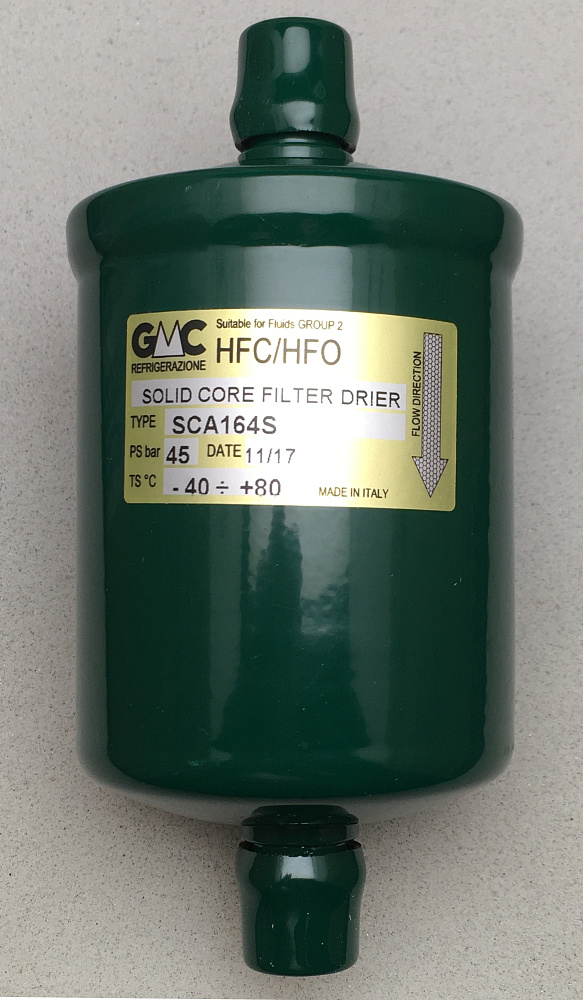 GMC
REFRIGERAZIONE
Suitable for Fluids GROUP 2
HFC/HFO
SOLID CORE FILTER DRIER
TYPE SCA164S
PS bar 45 DATE 11/17
TS °C - 40 ÷ +80
MADE IN ITALY
FLOW DIRECTION